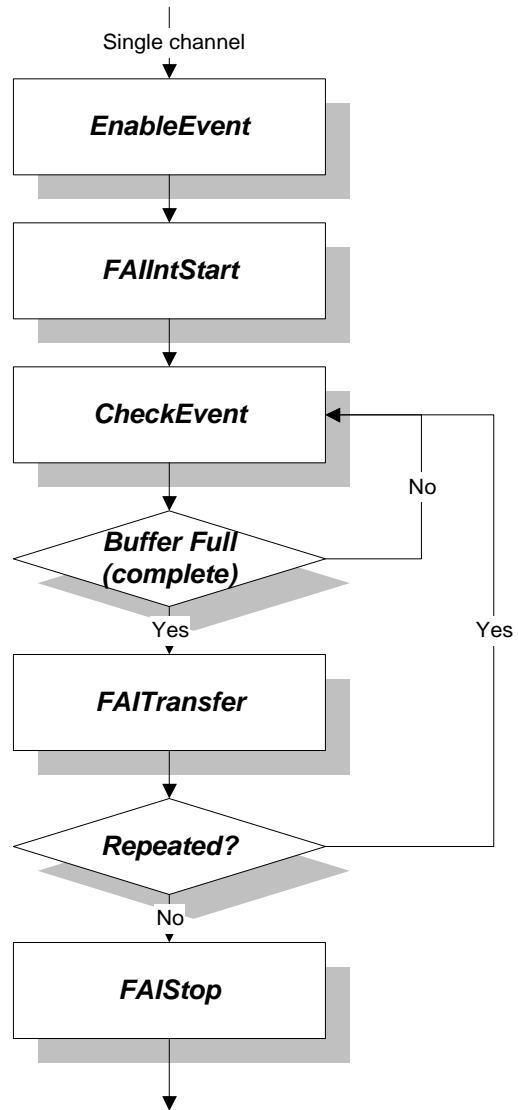 Single channel
EnableEvent
FAIIntStart
CheckEvent
No
Buffer Full
(complete)
Yes
Yes
FAITransfer
Repeated?
No
FAIStop